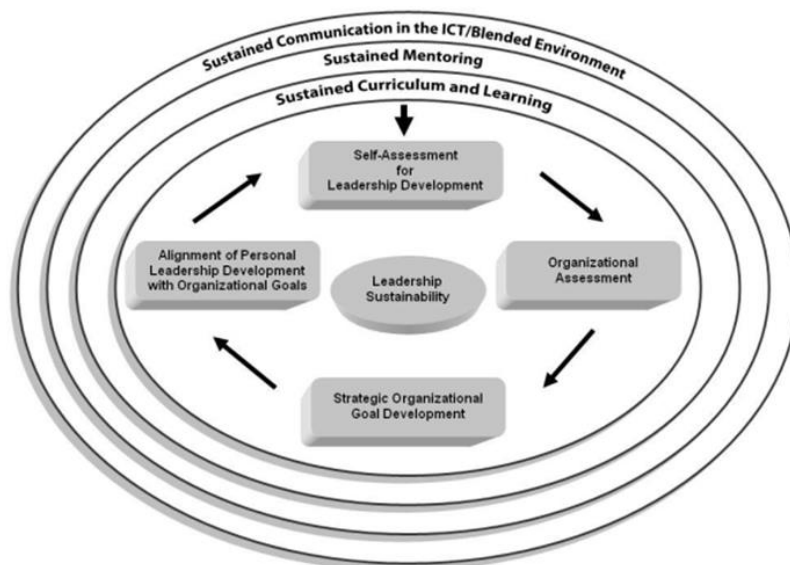 Sustained Communication in the ICT/Blended Environment
Sustained Mentoring
Sustained Curriculum and Learning
Self-Assessment
for
Leadership Development
Alignment of Personal
Leadership Development
with Organizational Goals
Leadership
Sustainability
Organizational
Assessment
Strategic Organizational
Goal Development